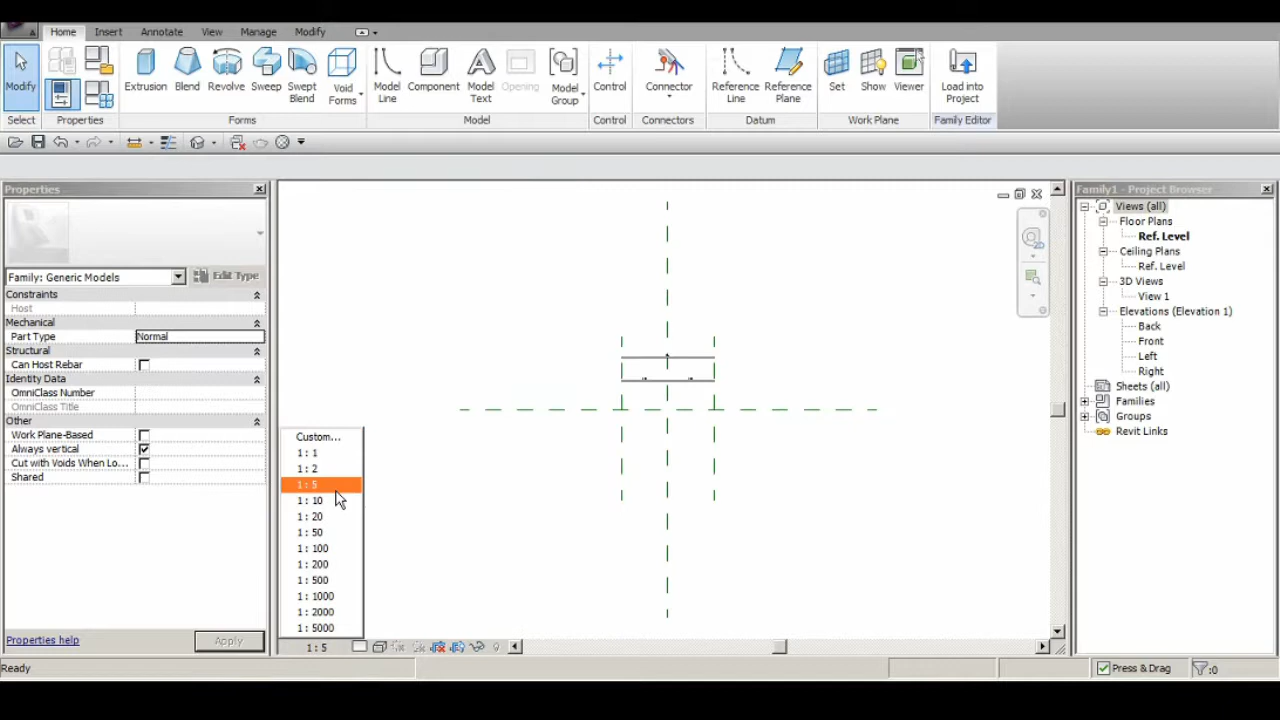 Home Insert Annotate View Manage Modify
Modify
Extrusion Blend Revolve Sweep Swept Blend Void Forms
Model Line Component Model Text Opening Model Group
Control Connector
Reference Line Reference Plane
Set Show Viewer
Load into Project
Select Properties Forms Model Control Connectors Datum Work Plane Family Editor
Properties
Family: Generic Models Edit Type
Constraints
Host
Mechanical
Part Type Normal
Structural
Can Host Rebar
Identity Data
OmniClass Number
OmniClass Title
Other
Work Plane-Based
Always vertical
Cut with Voids When Lo...
Shared
Properties help Apply
Custom...
1 : 1
1 : 2
1 : 5
1 : 10
1 : 20
1 : 50
1 : 100
1 : 200
1 : 500
1 : 1000
1 : 2000
1 : 5000
1 : 5
Family1 - Project Browser
Views (all)
Floor Plans
Ref. Level
Ceiling Plans
Ref. Level
3D Views
View 1
Elevations (Elevation 1)
Back
Front
Left
Right
Sheets (all)
Families
Groups
Revit Links
Ready Press & Drag :0